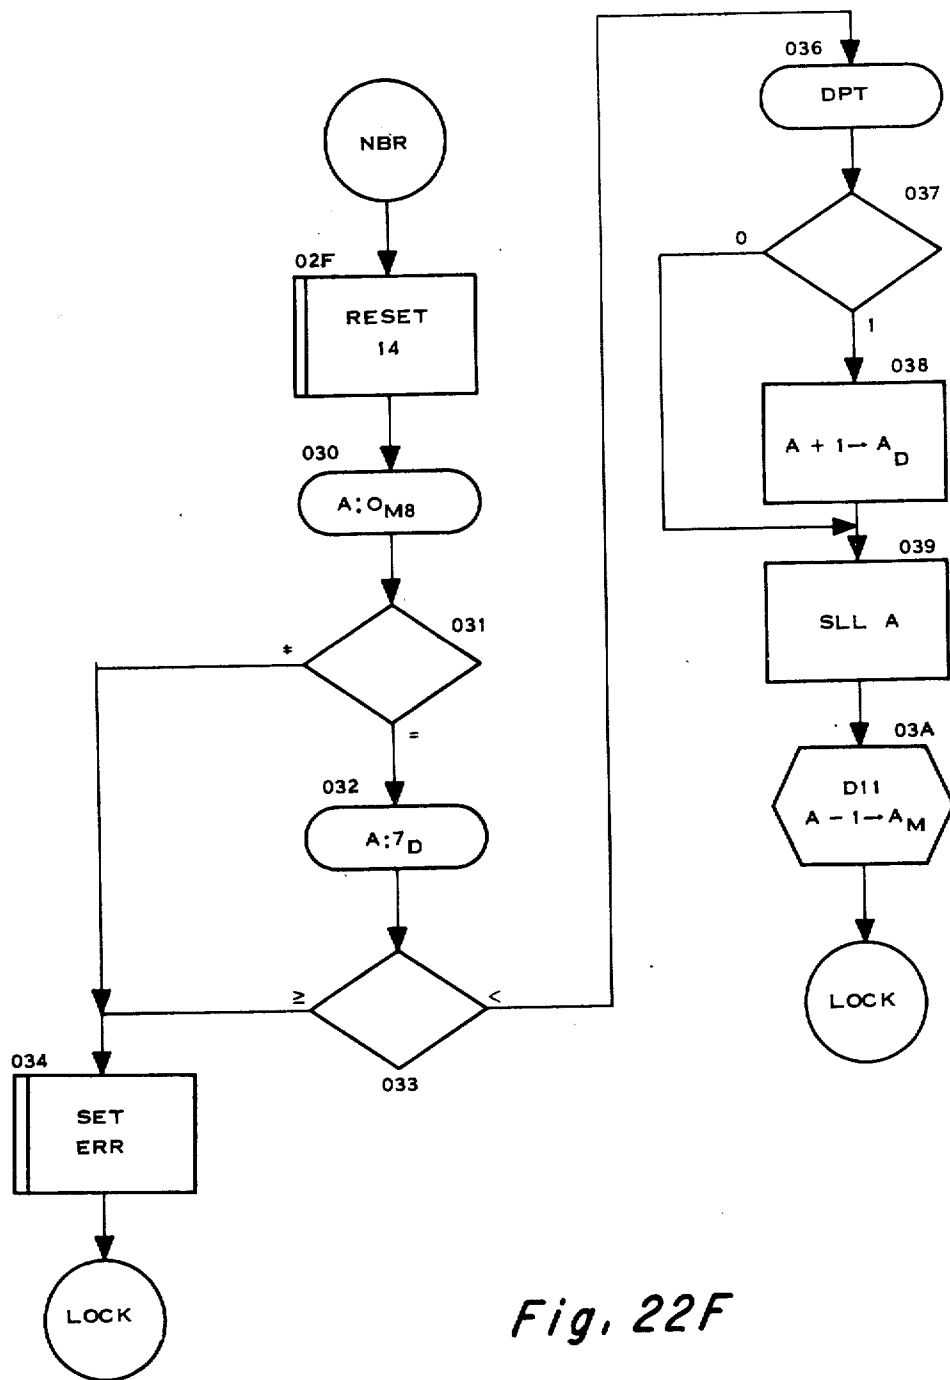 NBR
02F
RESET
14
030
A:0M8
031
*
=
032
A:7D
≥
<
033
034
SET
ERR
LOCK
036
DPT
037
0
1
038
A + 1→AD
039
SLL A
03A
D11
A - 1→AM
LOCK
Fig. 22F